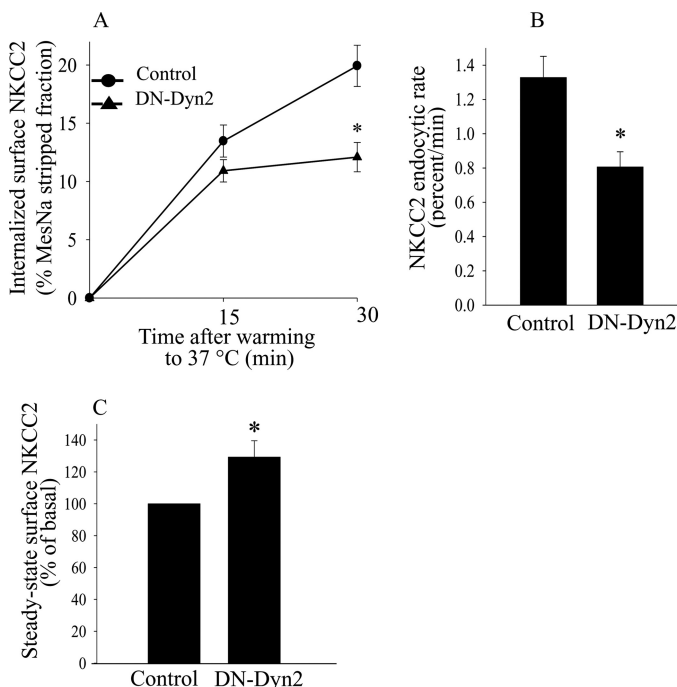 A
Internalized surface NKCC2
(% MesNa stripped fraction)
20
15
10
5
0
Control
DN-Dyn2
*
15
30
Time after warming
to 37 °C (min)
B
NKCC2 endocytic rate
(percent/min)
1.4
1.2
1.0
0.8
0.6
0.4
0.2
0.0
*
Control
DN-Dyn2
C
Steady-state surface NKCC2
(% of basal)
140
120
100
80
60
40
20
0
*
Control
DN-Dyn2